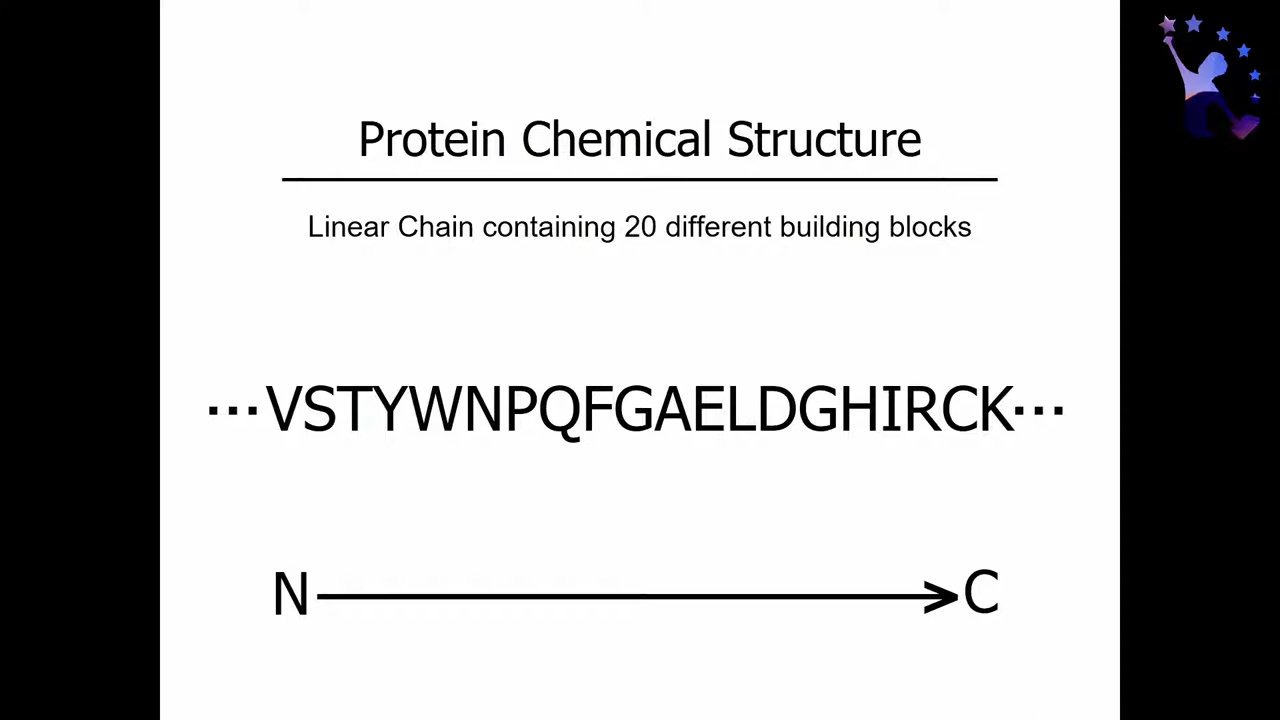 Protein Chemical Structure
Linear Chain containing 20 different building blocks
···VSTYWNPQFGAELDGHIRCK···
N C